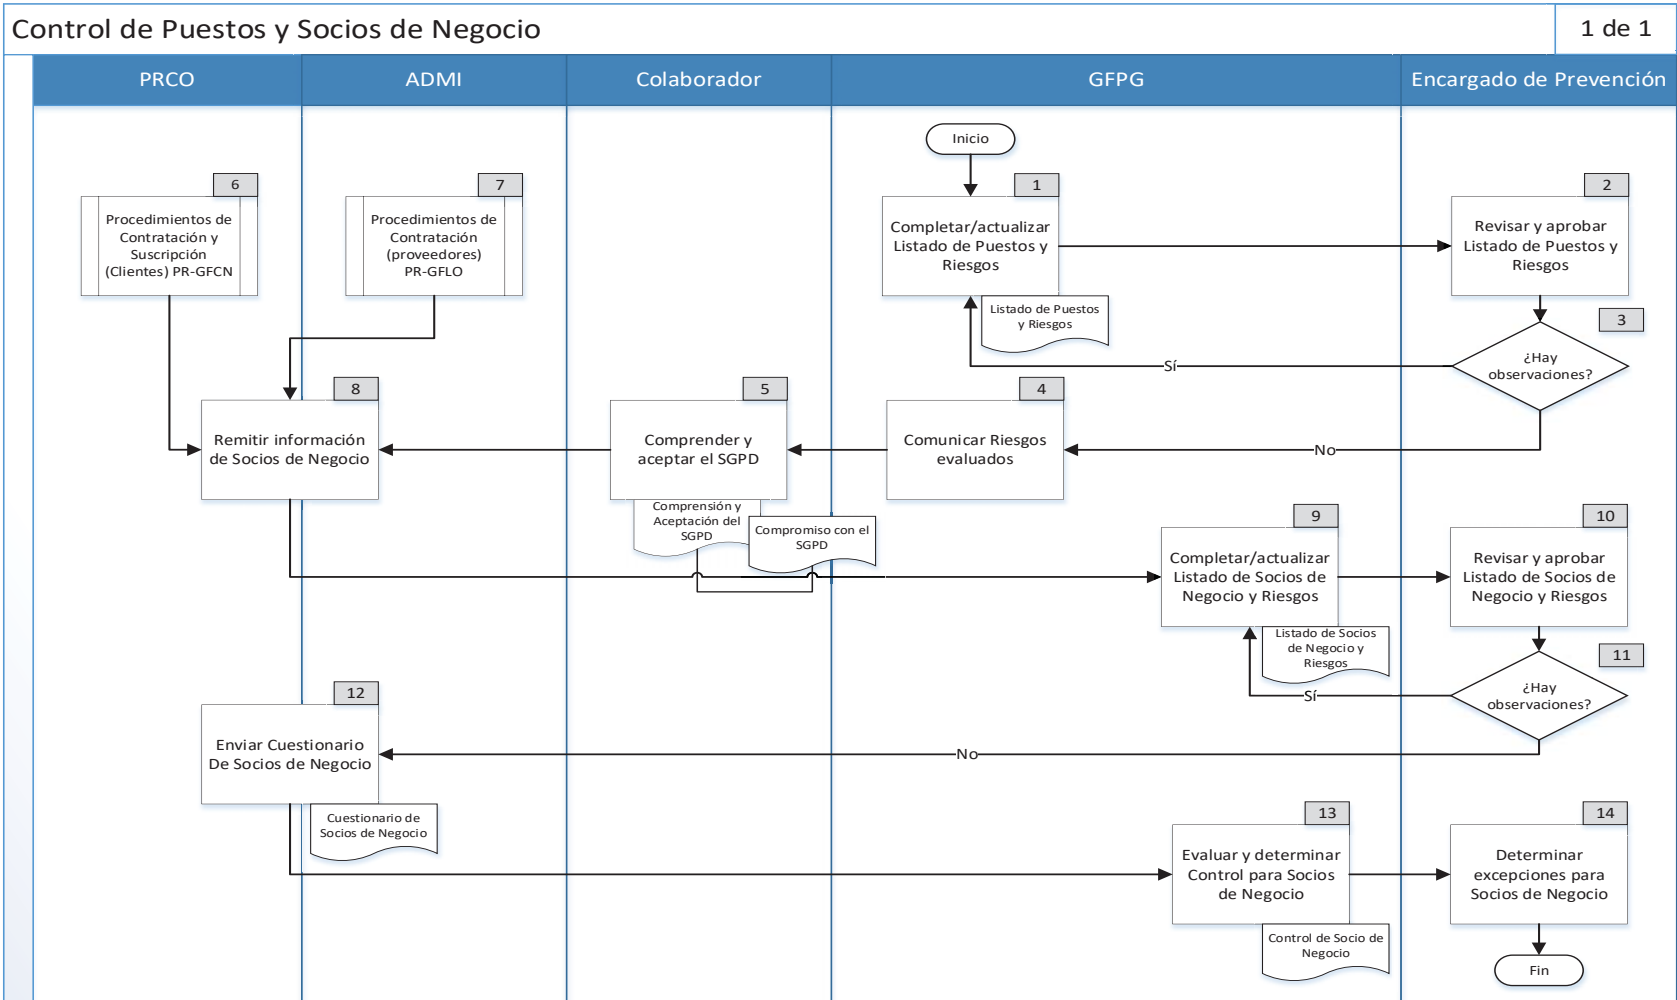 Control de Puestos y Socios de Negocio
1 de 1
PRCO
ADMI
Colaborador
GFPG
Encargado de Prevención
Inicio
6
Procedimientos de
Contratación y
Suscripción
(Clientes) PR-GFCN
7
Procedimientos de
Contratación
(proveedores)
PR-GFLO
1
Completar/actualizar
Listado de Puestos y
Riesgos
Listado de Puestos
y Riesgos
2
Revisar y aprobar
Listado de Puestos y
Riesgos
3
¿Hay
observaciones?
Sí
No
8
Remitir información
de Socios de Negocio
5
Comprender y
aceptar el SGPD
Comprensión y
Aceptación del
SGPD
Compromiso con el
SGPD
4
Comunicar Riesgos
evaluados
9
Completar/actualizar
Listado de Socios de
Negocio y Riesgos
Listado de Socios
de Negocio y
Riesgos
10
Revisar y aprobar
Listado de Socios de
Negocio y Riesgos
11
¿Hay
observaciones?
Sí
No
12
Enviar Cuestionario
De Socios de Negocio
Cuestionario de
Socios de Negocio
13
Evaluar y determinar
Control para Socios
de Negocio
Control de Socio de
Negocio
14
Determinar
excepciones para
Socios de Negocio
Fin